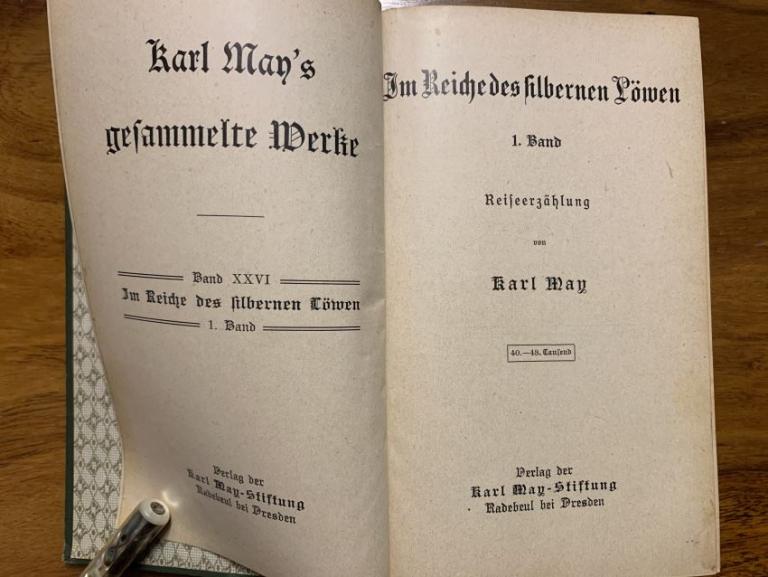 Karl May's
gesammelte Werke
Band XXVI
Im Reiche des silbernen Löwen
1. Band
Verlag der
Karl May-Stiftung
Radebeul bei Dresden
Im Reiche des silbernen Löwen
1. Band
Reiseerzählung
von
Karl May
40.—48. Tausend
Verlag der
Karl May-Stiftung
Radebeul bei Dresden